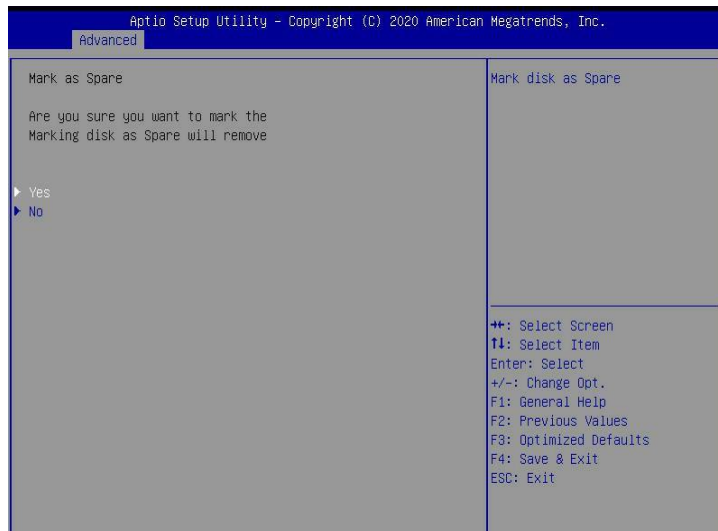 Aptio Setup Utility – Copyright (C) 2020 American Megatrends, Inc.
Advanced
Mark as Spare
Are you sure you want to mark the
Marking disk as Spare will remove
Yes
No
Mark disk as Spare
→←: Select Screen
↑↓: Select Item
Enter: Select
+/-: Change Opt.
F1: General Help
F2: Previous Values
F3: Optimized Defaults
F4: Save & Exit
ESC: Exit